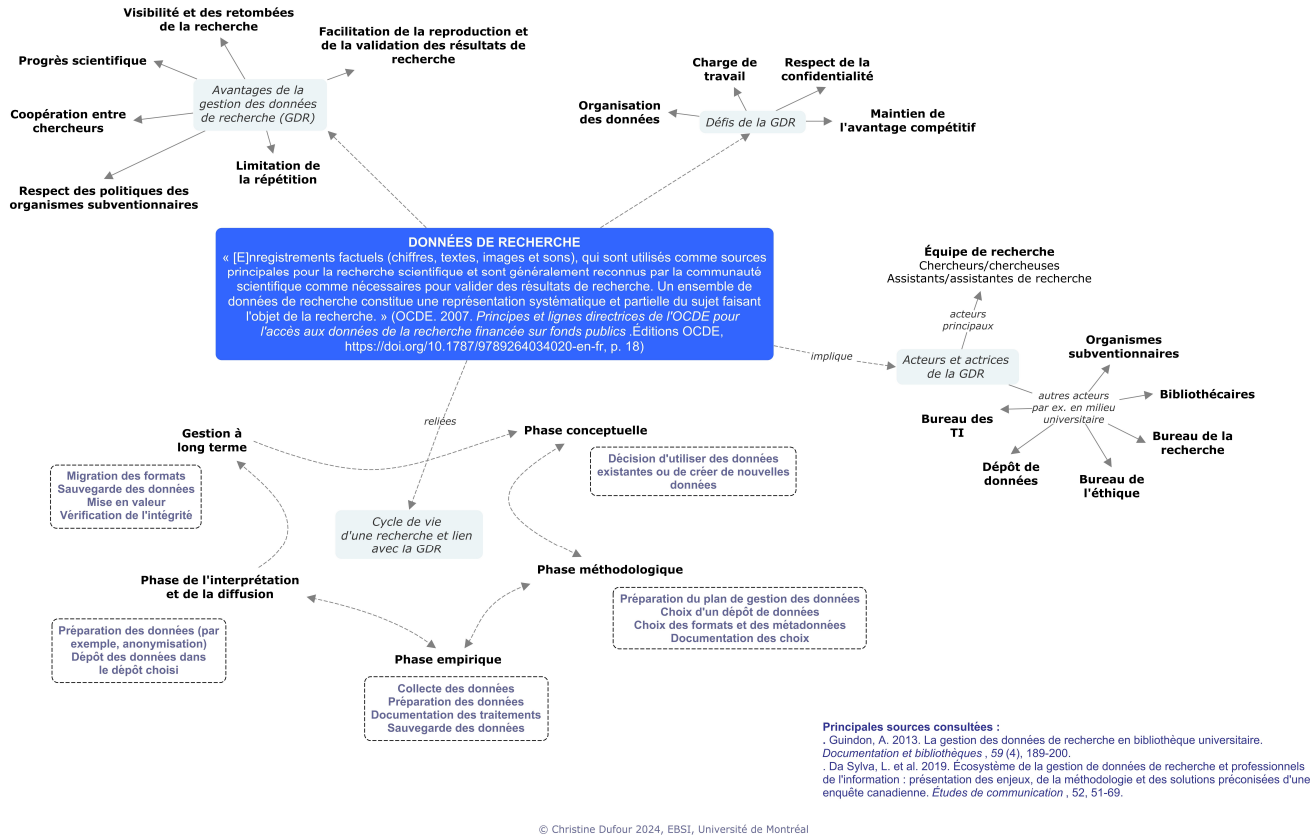 Visibilité et des retombées
de la recherche
Facilitation de la reproduction et
de la validation des résultats de
recherche
Progrès scientifique
Avantages de la
gestion des données
de recherche (GDR)
Coopération entre
chercheurs
Limitation de
la répétition
Respect des politiques des
organismes subventionnaires
Charge de
travail
Respect de la
confidentialité
Organisation
des données
Défis de la GDR
Maintien de
l'avantage compétitif
DONNÉES DE RECHERCHE
« [E]nregistrements factuels (chiffres, textes, images et sons), qui sont utilisés comme sources
principales pour la recherche scientifique et sont généralement reconnus par la communauté
scientifique comme nécessaires pour valider des résultats de recherche. Un ensemble de
données de recherche constitue une représentation systématique et partielle du sujet faisant
l'objet de la recherche. » (OCDE. 2007. Principes et lignes directrices de l'OCDE pour
l'accès aux données de la recherche financée sur fonds publics .Éditions OCDE,
https://doi.org/10.1787/9789264034020-en-fr, p. 18)
Équipe de recherche
Chercheurs/chercheuses
Assistants/assistantes de recherche
acteurs
principaux
implique
Acteurs et actrices
de la GDR
Organismes
subventionnaires
autres acteurs
par ex. en milieu
universitaire
Bibliothécaires
Bureau des
TI
Bureau de la
recherche
Dépôt de
données
Bureau de
l'éthique
reliées
Gestion à
long terme
Migration des formats
Sauvegarde des données
Mise en valeur
Vérification de l'intégrité
Phase conceptuelle
Décision d'utiliser des données
existantes ou de créer de nouvelles
données
Cycle de vie
d'une recherche et lien
avec la GDR
Phase méthodologique
Préparation du plan de gestion des données
Choix d'un dépôt de données
Choix des formats et des métadonnées
Documentation des choix
Phase de l'interprétation
et de la diffusion
Préparation des données (par
exemple, anonymisation)
Dépôt des données dans
le dépôt choisi
Phase empirique
Collecte des données
Préparation des données
Documentation des traitements
Sauvegarde des données
Principales sources consultées :
. Guindon, A. 2013. La gestion des données de recherche en bibliothèque universitaire.
Documentation et bibliothèques , 59 (4), 189-200.
. Da Sylva, L. et al. 2019. Écosystème de la gestion de données de recherche et professionnels
de l'information : présentation des enjeux, de la méthodologie et des solutions préconisées d'une
enquête canadienne. Études de communication , 52, 51-69.
© Christine Dufour 2024, EBSI, Université de Montréal